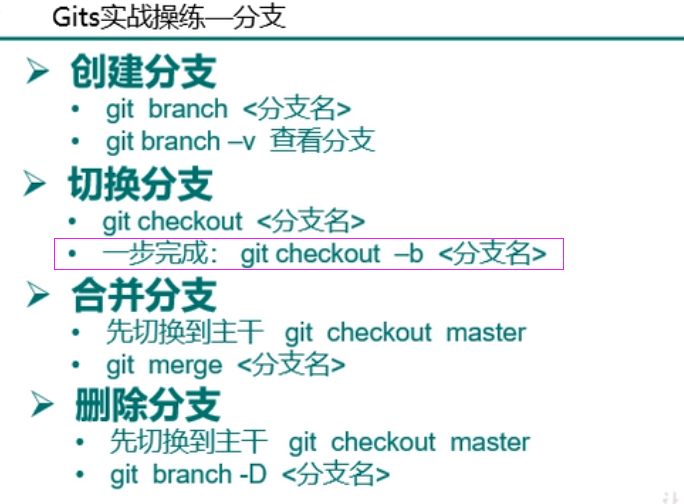 Gits实战操练—分支
➢ 创建分支
• git branch <分支名>
• git branch –v 查看分支
➢ 切换分支
• git checkout <分支名>
• 一步完成： git checkout –b <分支名>
➢ 合并分支
• 先切换到主干 git checkout master
• git merge <分支名>
➢ 删除分支
• 先切换到主干 git checkout master
• git branch -D <分支名>